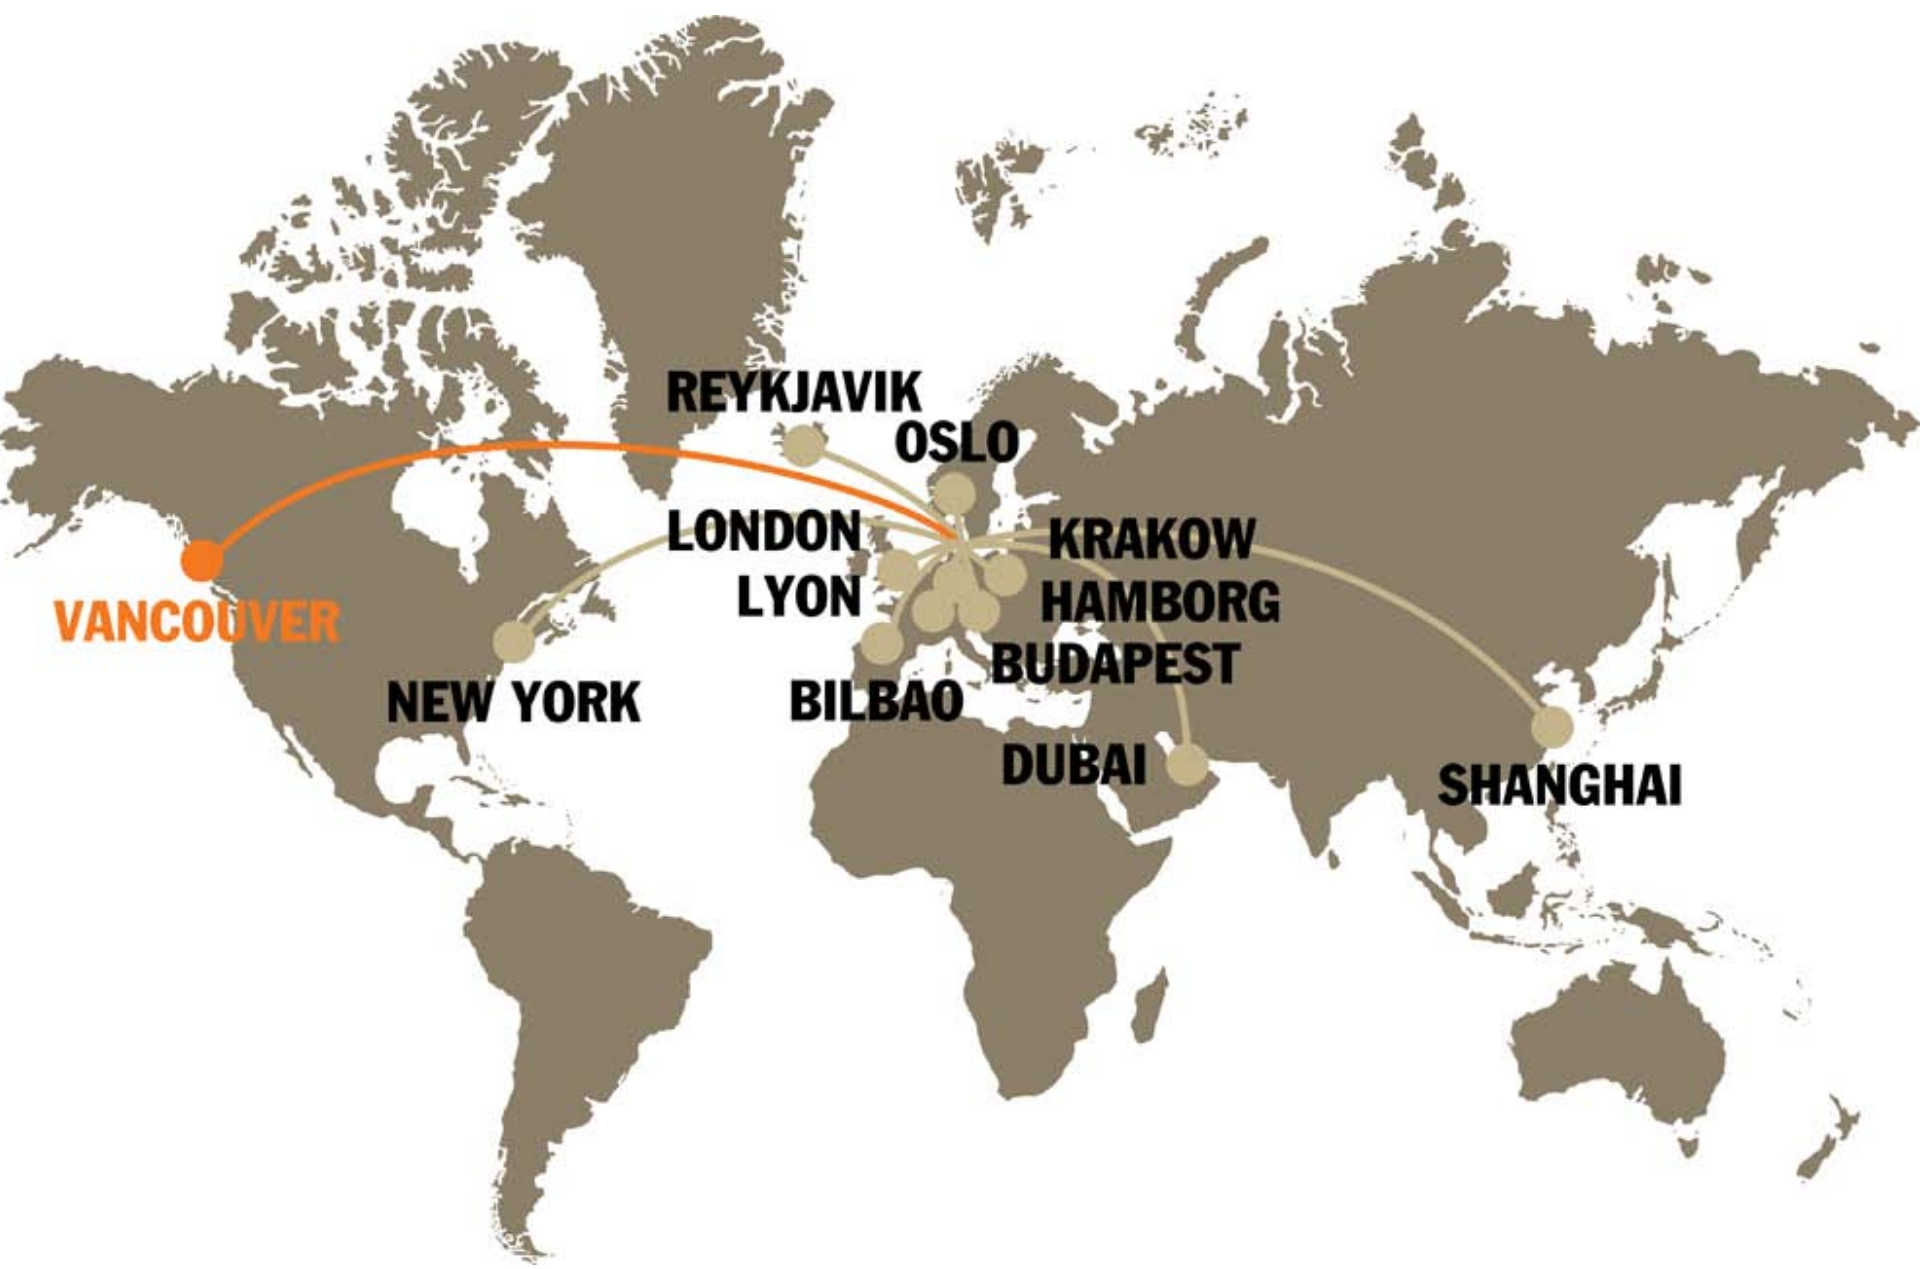 REYKJAVIK
OSLO
LONDON
KRAKOW
LYON
HAMBORG
VANCOUVER
BUDAPEST
NEW YORK
BILBAO
DUBAI
SHANGHAI